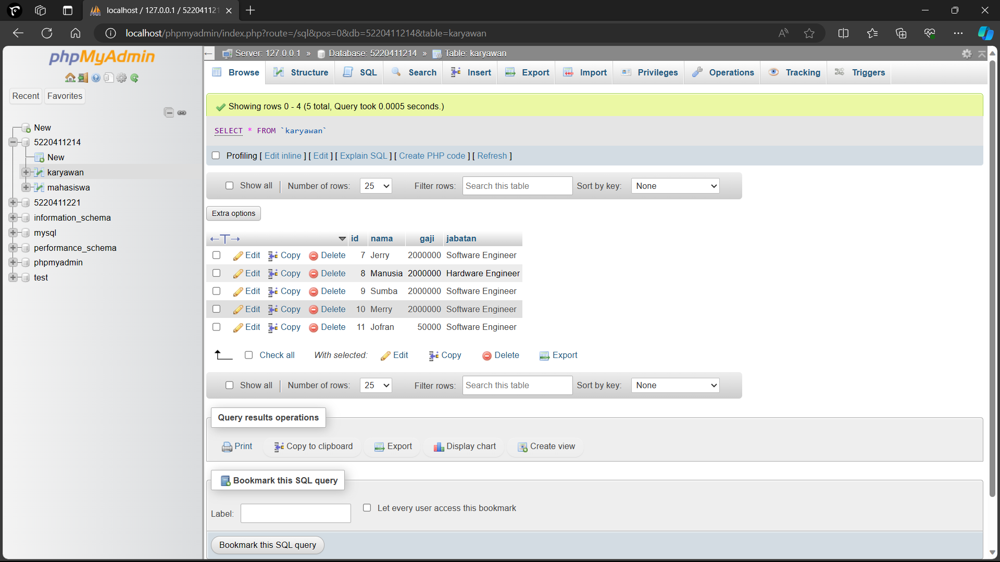 localhost / 127.0.0.1 / 522041121
localhost/phpmyadmin/index.php?route=/sql&pos=0&db=5220411214&table=karyawan
phpMyAdmin
Recent Favorites
New
5220411214
New
karyawan
mahasiswa
5220411221
information_schema
mysql
performance_schema
phpmyadmin
test
Server: 127.0.0.1 » Database: 5220411214 » Table: karyawan
Browse Structure SQL Search Insert Export Import Privileges Operations Tracking Triggers
Showing rows 0 - 4 (5 total, Query took 0.0005 seconds.)
SELECT * FROM `karyawan`
Profiling [ Edit inline ] [ Edit ] [ Explain SQL ] [ Create PHP code ] [ Refresh ]
Show all | Number of rows: 25 Filter rows: Search this table Sort by key: None
Extra options
←T→ id nama gaji jabatan
Edit Copy Delete 7 Jerry 2000000 Software Engineer
Edit Copy Delete 8 Manusia 2000000 Hardware Engineer
Edit Copy Delete 9 Sumba 2000000 Software Engineer
Edit Copy Delete 10 Merry 2000000 Software Engineer
Edit Copy Delete 11 Jofran 50000 Software Engineer
Check all With selected: Edit Copy Delete Export
Show all | Number of rows: 25 Filter rows: Search this table Sort by key: None
Query results operations
Print Copy to clipboard Export Display chart Create view
Bookmark this SQL query
Label: Let every user access this bookmark
Bookmark this SQL query